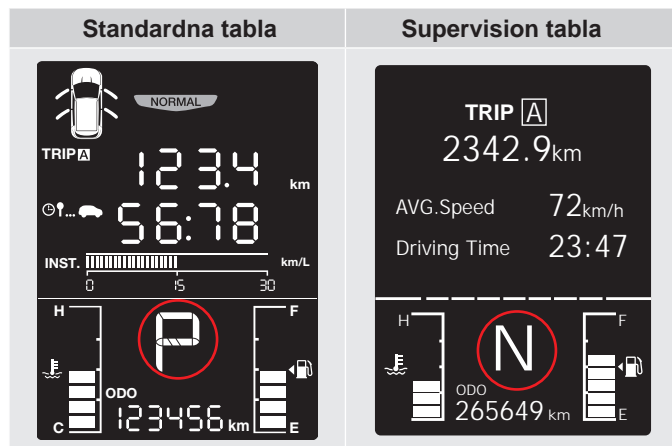 Standardna tabla
NORMAL
TRIP A
123.4 km
56:78
INST. km/L
0 15 30
H F
P
ODO
C 123456 km E
Supervision tabla
TRIP A
2342.9km
AVG.Speed 72km/h
Driving Time 23:47
H F
N
ODO
C 265649 km E